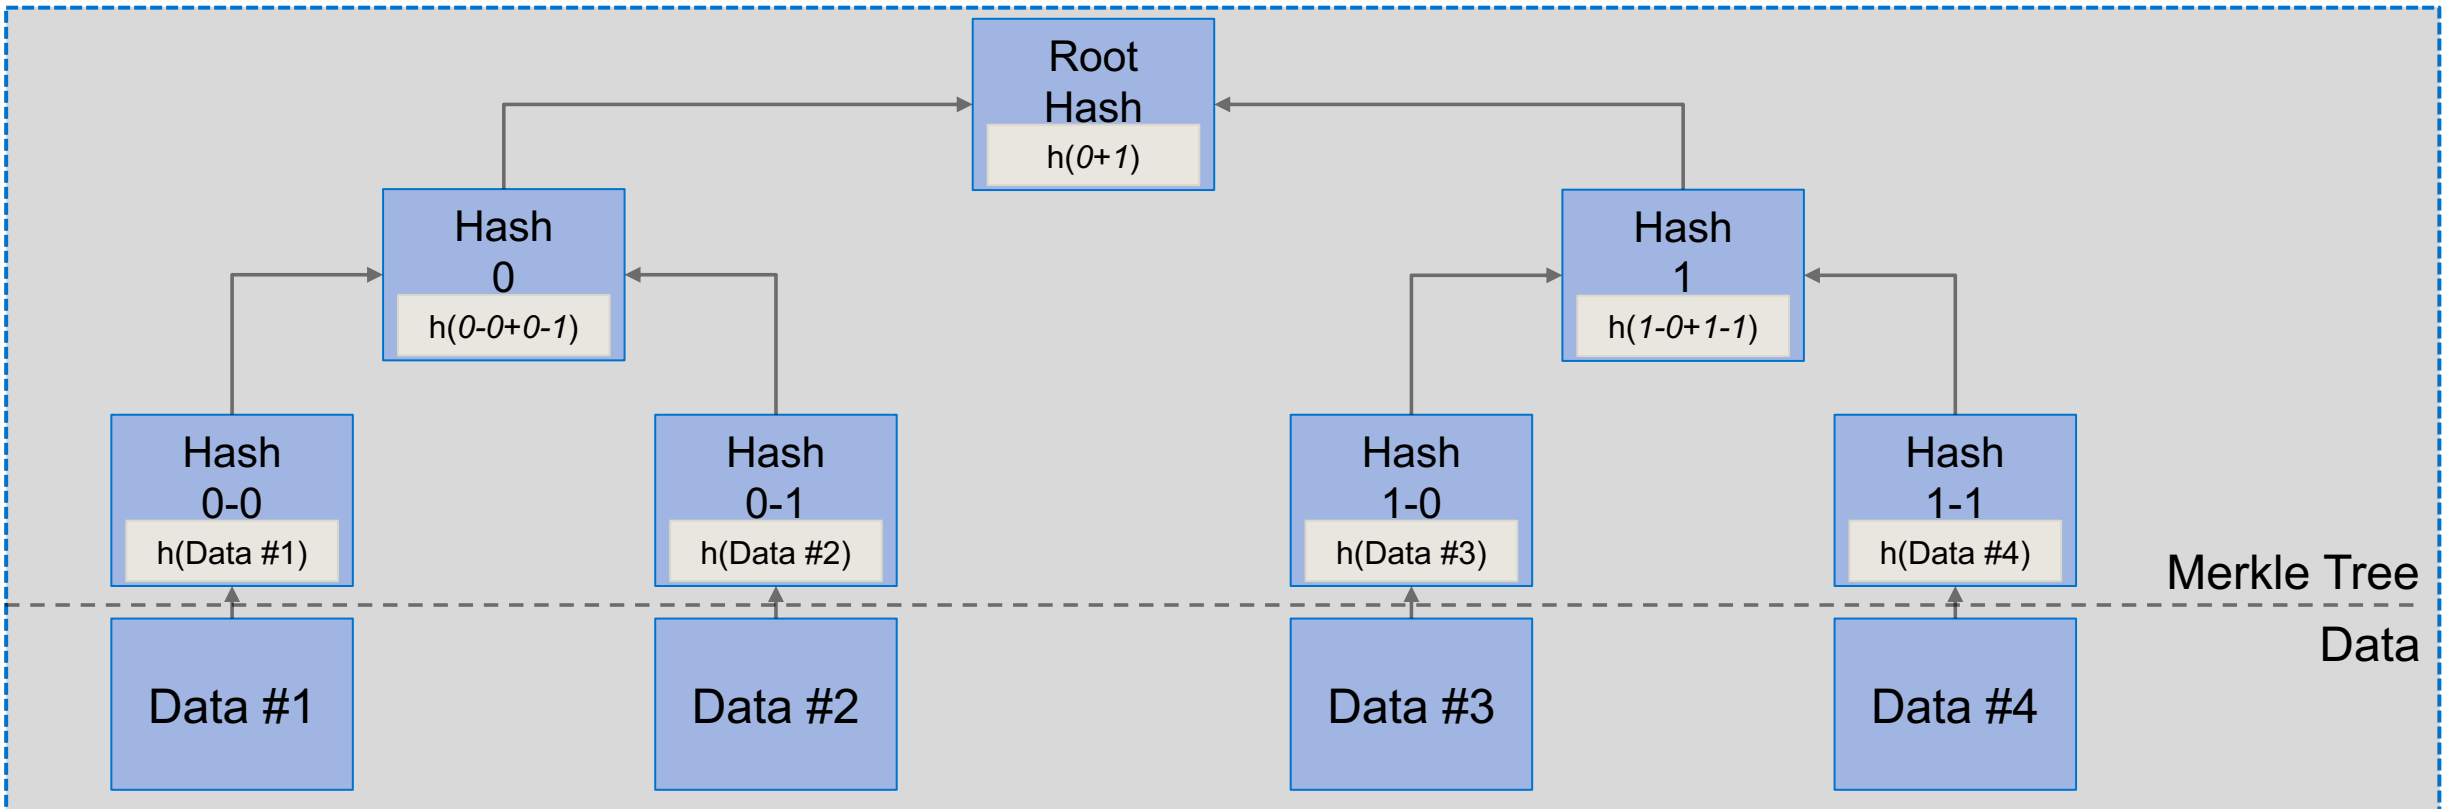 Root
Hash
h(0+1)
Hash
0
h(0-0+0-1)
Hash
1
h(1-0+1-1)
Hash
0-0
h(Data #1)
Hash
0-1
h(Data #2)
Hash
1-0
h(Data #3)
Hash
1-1
h(Data #4)
Merkle Tree
Data
Data #1
Data #2
Data #3
Data #4